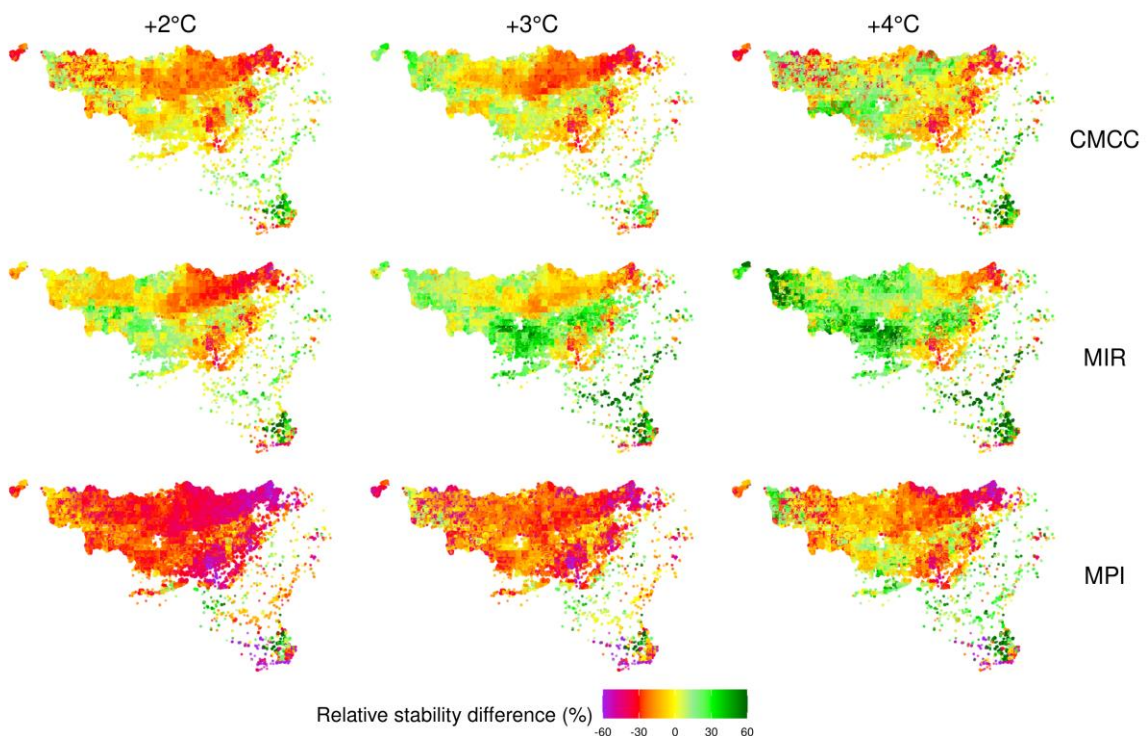 +2°C +3°C +4°C
CMCC
MIR
MPI
Relative stability difference (%)
-60 -30 0 30 60